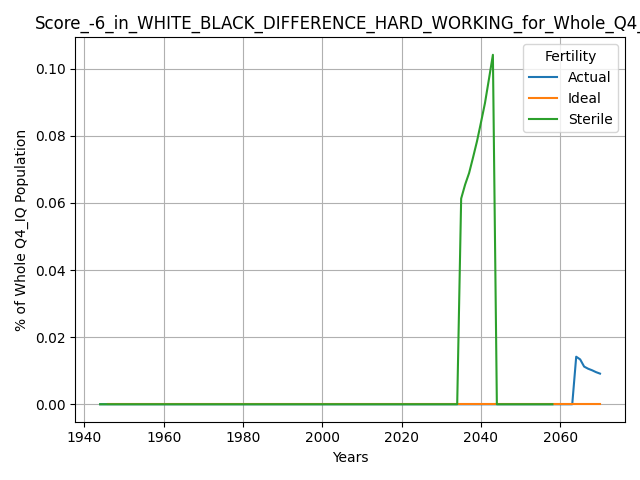 Score_-6_in_WHITE_BLACK_DIFFERENCE_HARD_WORKING_for_Whole_Q4_
Fertility
Actual
Ideal
Sterile
% of Whole Q4_IQ Population
0.10
0.08
0.06
0.04
0.02
0.00
1940 1960 1980 2000 2020 2040 2060
Years